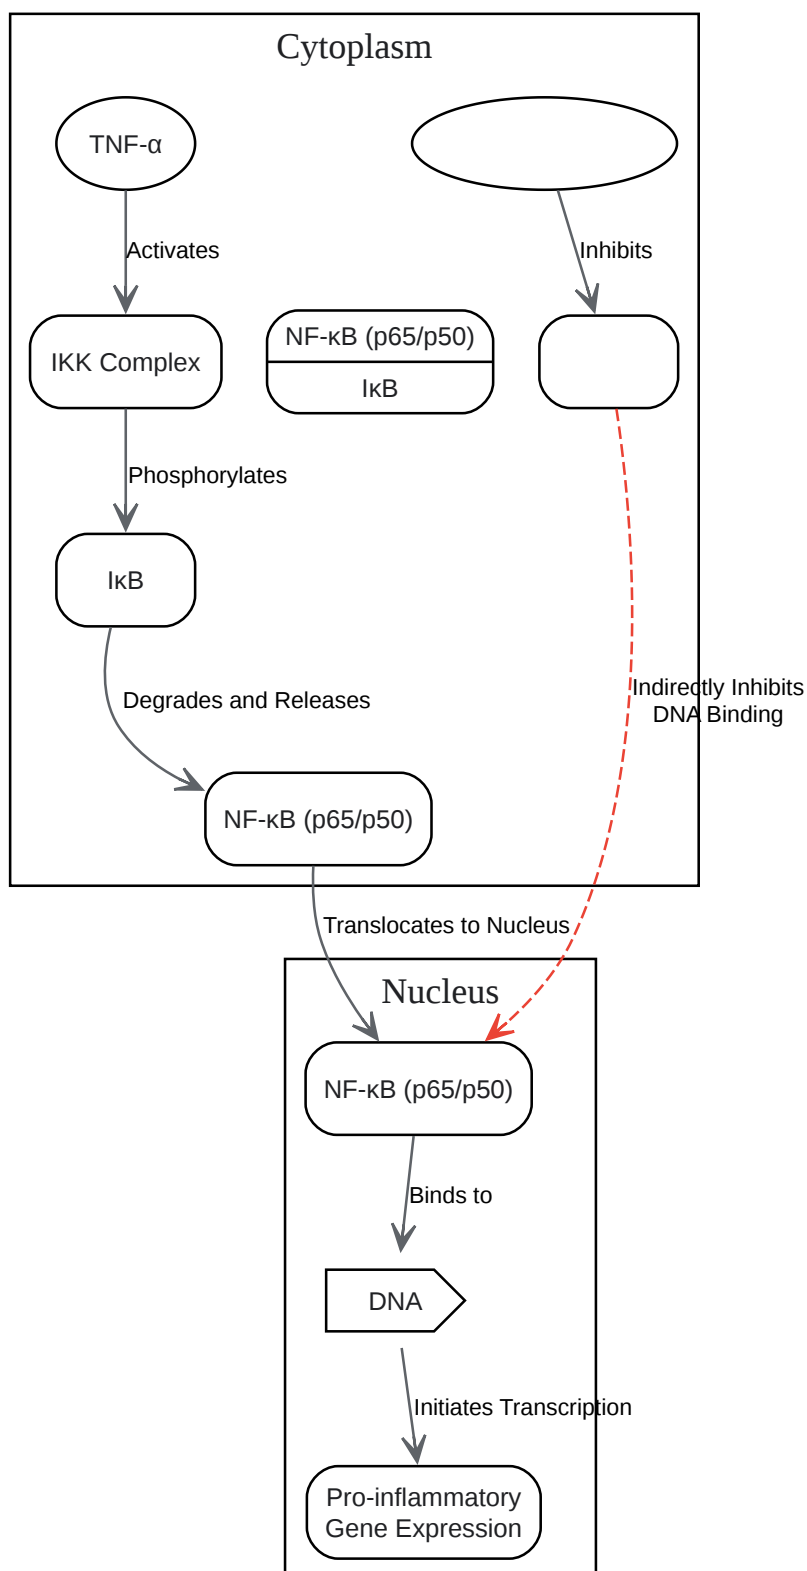 Cytoplasm
TNF-α
Activates
Inhibits
IKK Complex
NF-κB (p65/p50)
IκB
Phosphorylates
IκB
Degrades and Releases
Indirectly Inhibits
DNA Binding
NF-κB (p65/p50)
Translocates to Nucleus
Nucleus
NF-κB (p65/p50)
Binds to
DNA
Initiates Transcription
Pro-inflammatory
Gene Expression